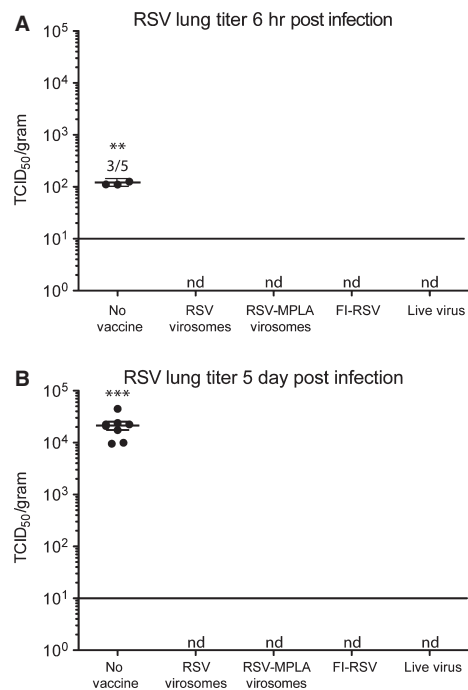 A
RSV lung titer 6 hr post infection
TCID50/gram
10^5
10^4
10^3
10^2
10^1
10^0
**
3/5
nd nd nd nd
No vaccine
RSV virosomes
RSV-MPLA virosomes
FI-RSV
Live virus
B
RSV lung titer 5 day post infection
TCID50/gram
10^5
10^4
10^3
10^2
10^1
10^0
***
nd nd nd nd
No vaccine
RSV virosomes
RSV-MPLA virosomes
FI-RSV
Live virus